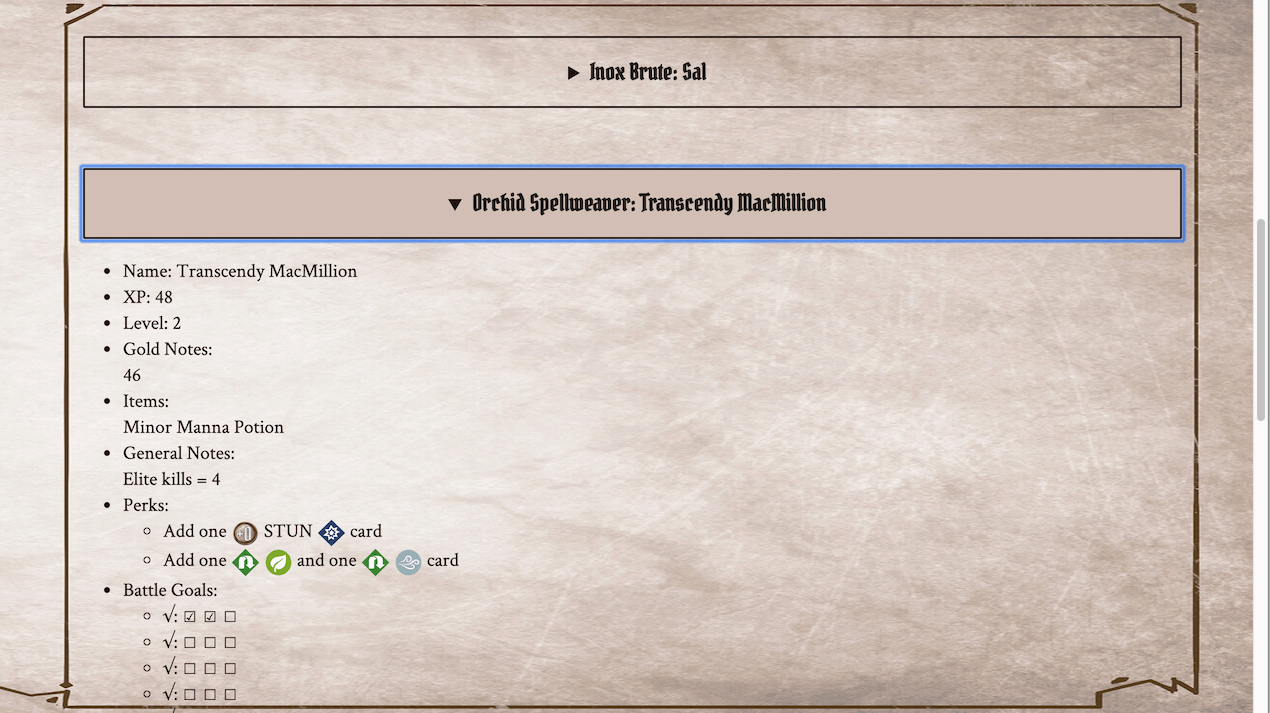 ▶ Inox Brute: Sal
▼ Orchid Spellweaver: Transcendy MacMillion
• Name: Transcendy MacMillion
• XP: 48
• Level: 2
• Gold Notes:
46
• Items:
Minor Manna Potion
• General Notes:
Elite kills = 4
• Perks:
◦ Add one +1 STUN card
◦ Add one and one card
• Battle Goals:
◦ √: ☑ ☑ ☐
◦ √: ☐ ☐ ☐
◦ √: ☐ ☐ ☐
◦ √: ☐ ☐ ☐